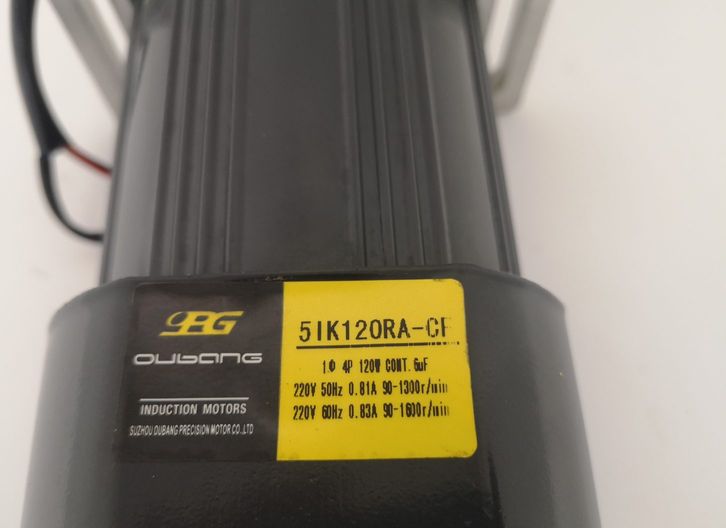 OPG
OUBANG
INDUCTION MOTORS
SUZHOU OUBANG PRECISION MOTOR CO.,LTD
5IK120RA-CF
1Φ 4P 120W CONT. 6uF
220V 50Hz 0.81A 90-1300r/min
220V 60Hz 0.83A 90-1600r/min